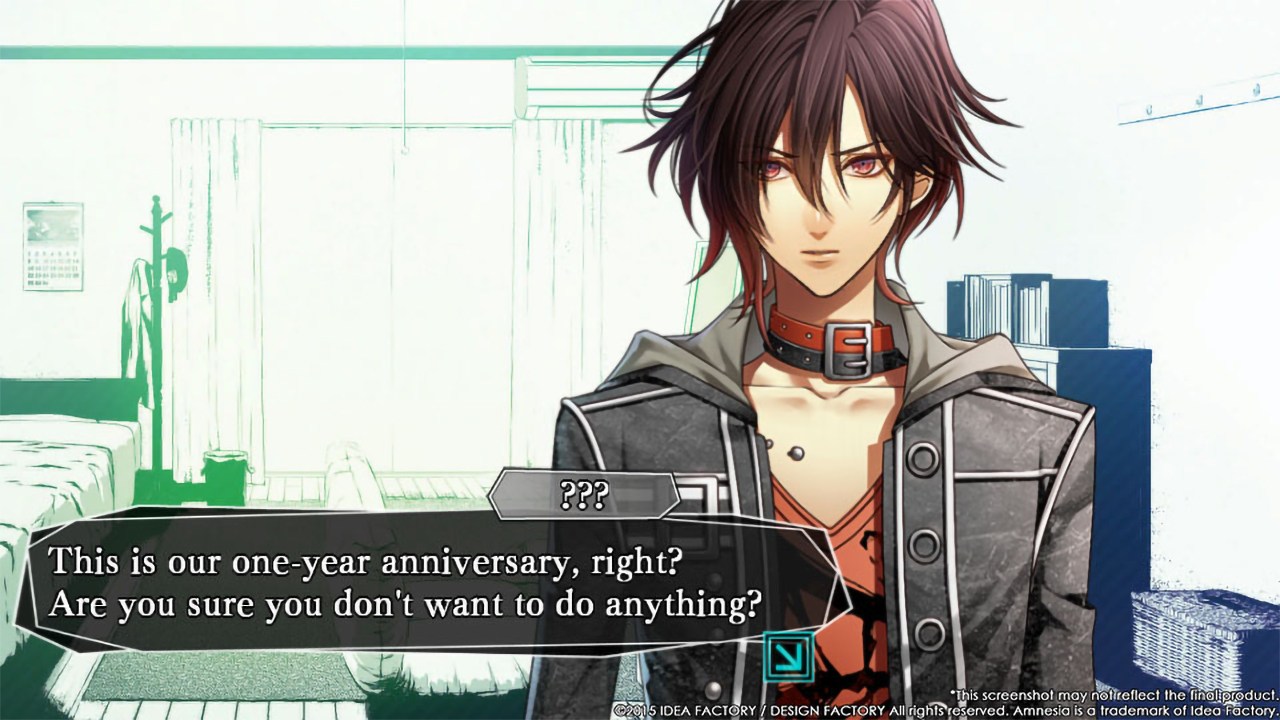 ???
This is our one-year anniversary, right?
Are you sure you don't want to do anything?
*This screenshot may not reflect the final product.
©2015 IDEA FACTORY / DESIGN FACTORY All rights reserved. Amnesia is a trademark of Idea Factory.